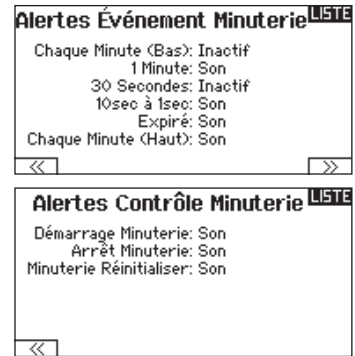 Alertes Événement Minuterie LISTE
Chaque Minute (Bas): Inactif
1 Minute: Son
30 Secondes: Inactif
10sec à 1sec: Son
Expiré: Son
Chaque Minute (Haut): Son
<< >>
Alertes Contrôle Minuterie LISTE
Démarrage Minuterie: Son
Arrêt Minuterie: Son
Minuterie Réinitialiser: Son
<<